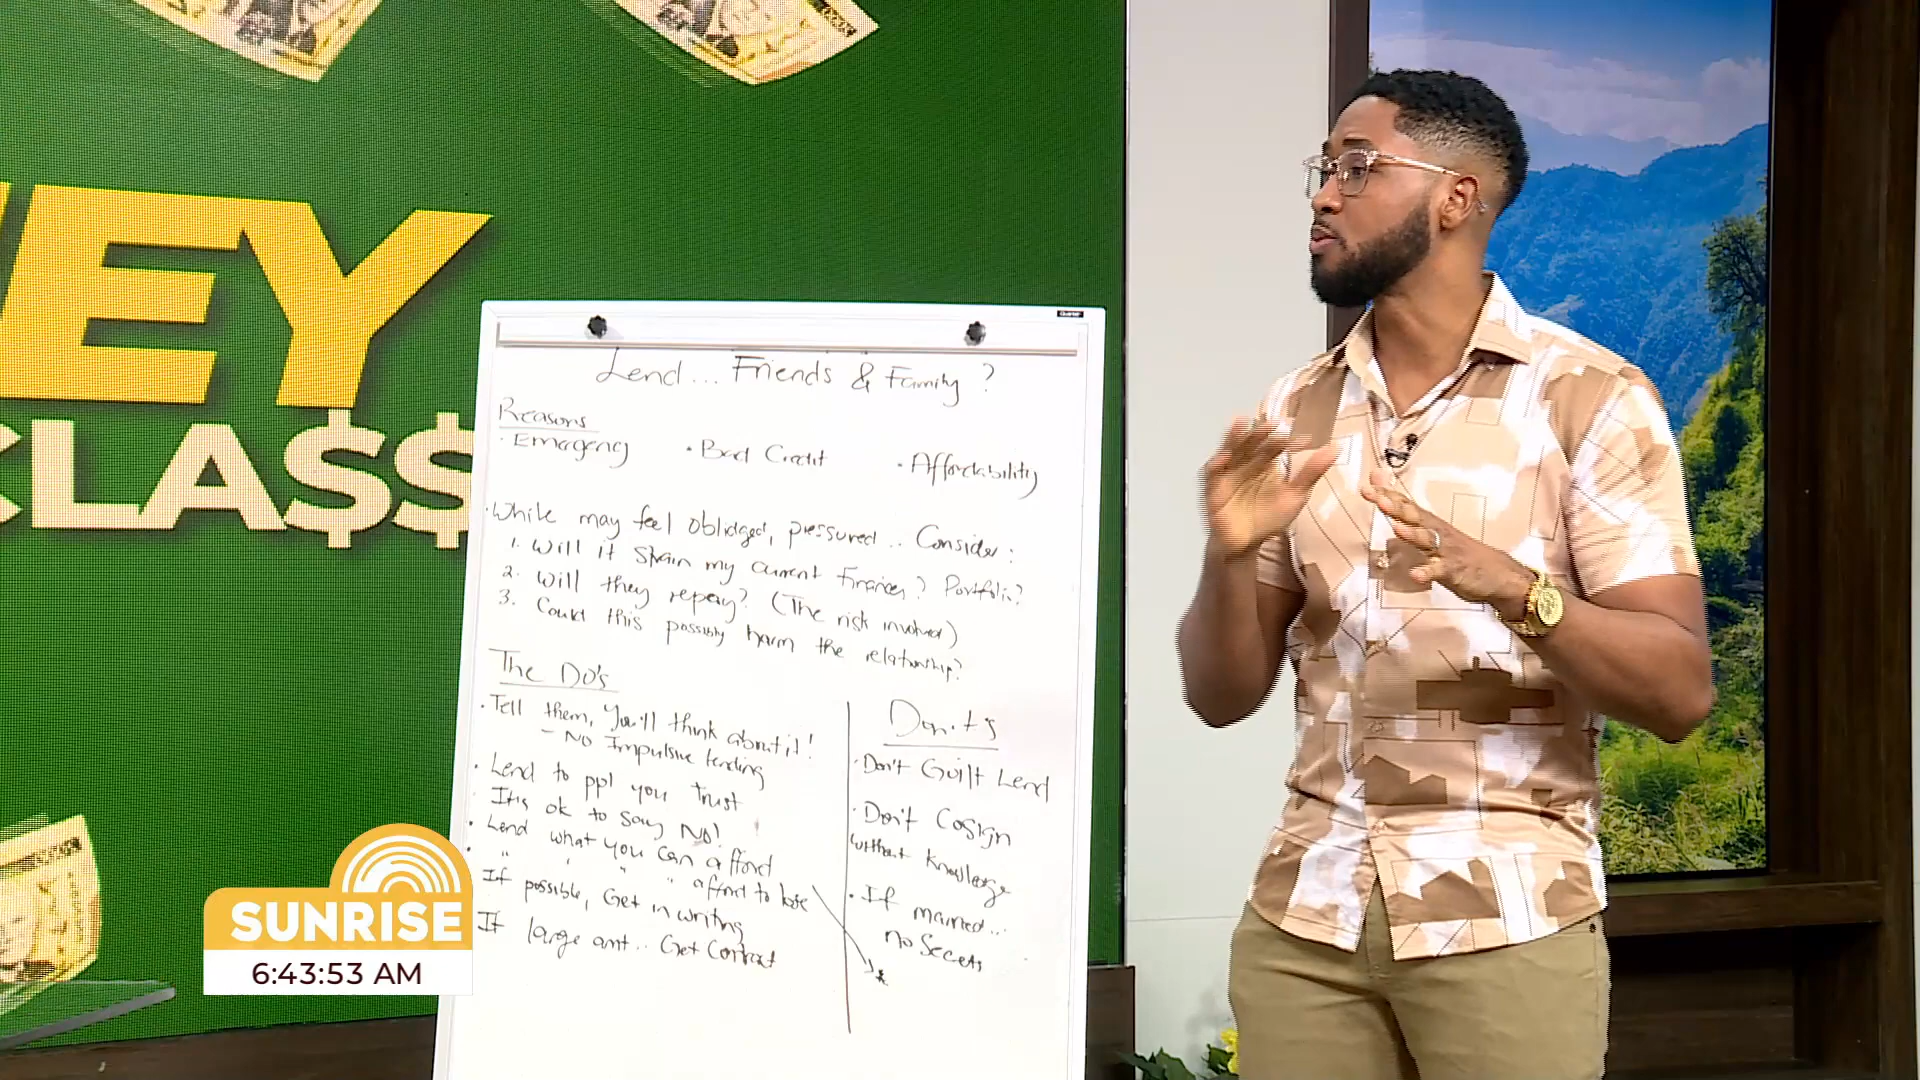 EY
CLA$$
Lend... Friends & Family ?
Reasons
• Emergency • Bad Credit • Affordability
• While may feel oblidged, pressured... Consider:
1. Will it strain my current Finances? Portfolio?
2. Will they repay? (The risk involved)
3. Could this possibly harm the relationship?
The DO's
• Tell them, You'll think about it!
- No Impulsive lending
• Lend to ppl you trust
• It's ok to say No!
• Lend what you can afford
• " " " " afford to lose
If possible, Get in writing
If large amt.. Get Contract
Don't's
• Don't Guilt Lend
• Don't Cosign
without knowledge
• If married...
no Secrets
SUNRISE
6:43:53 AM